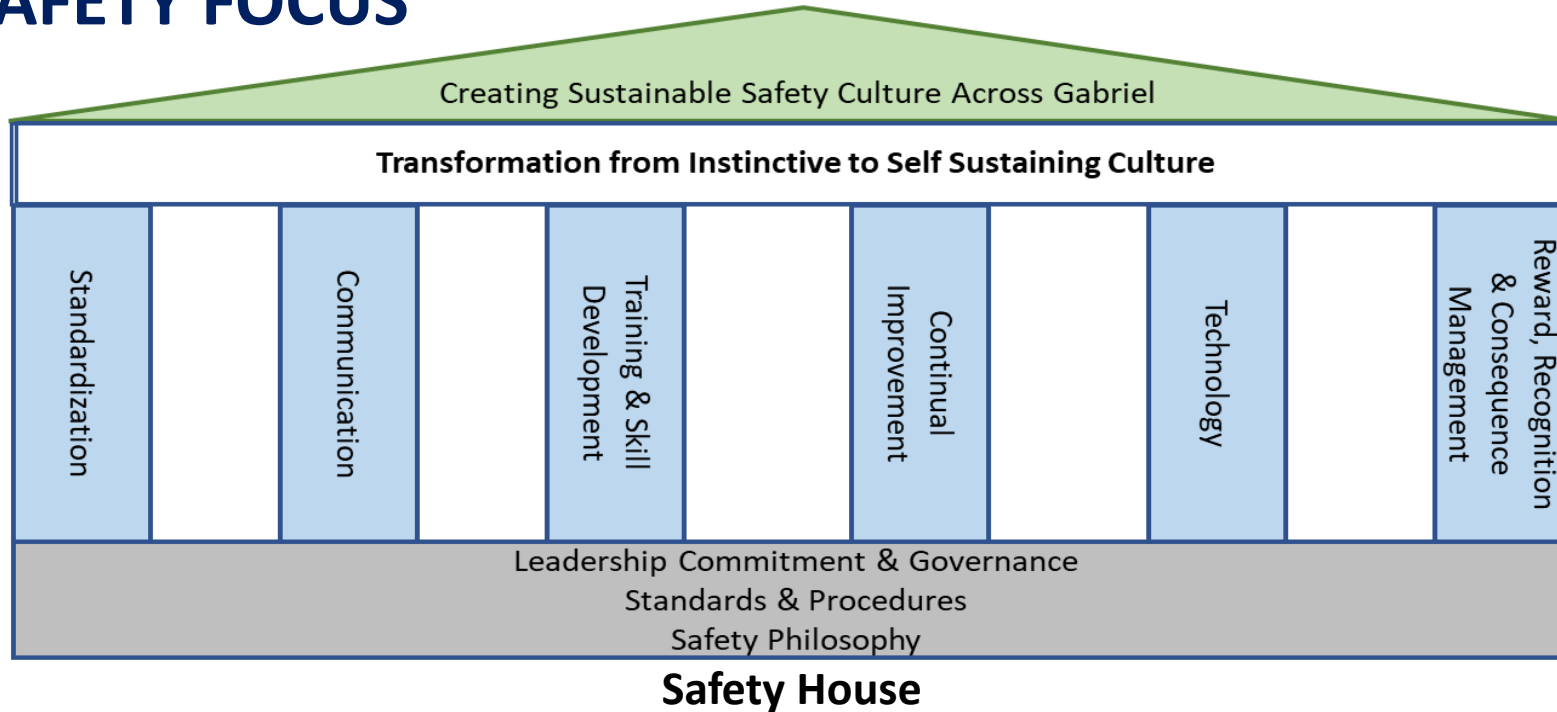 AFETY FOCUS
Creating Sustainable Safety Culture Across Gabriel
Transformation from Instinctive to Self Sustaining Culture
Standardization
Communication
Training & Skill
Development
Continual
Improvement
Technology
Reward, Recognition
& Consequence
Management
Leadership Commitment & Governance
Standards & Procedures
Safety Philosophy
Safety House